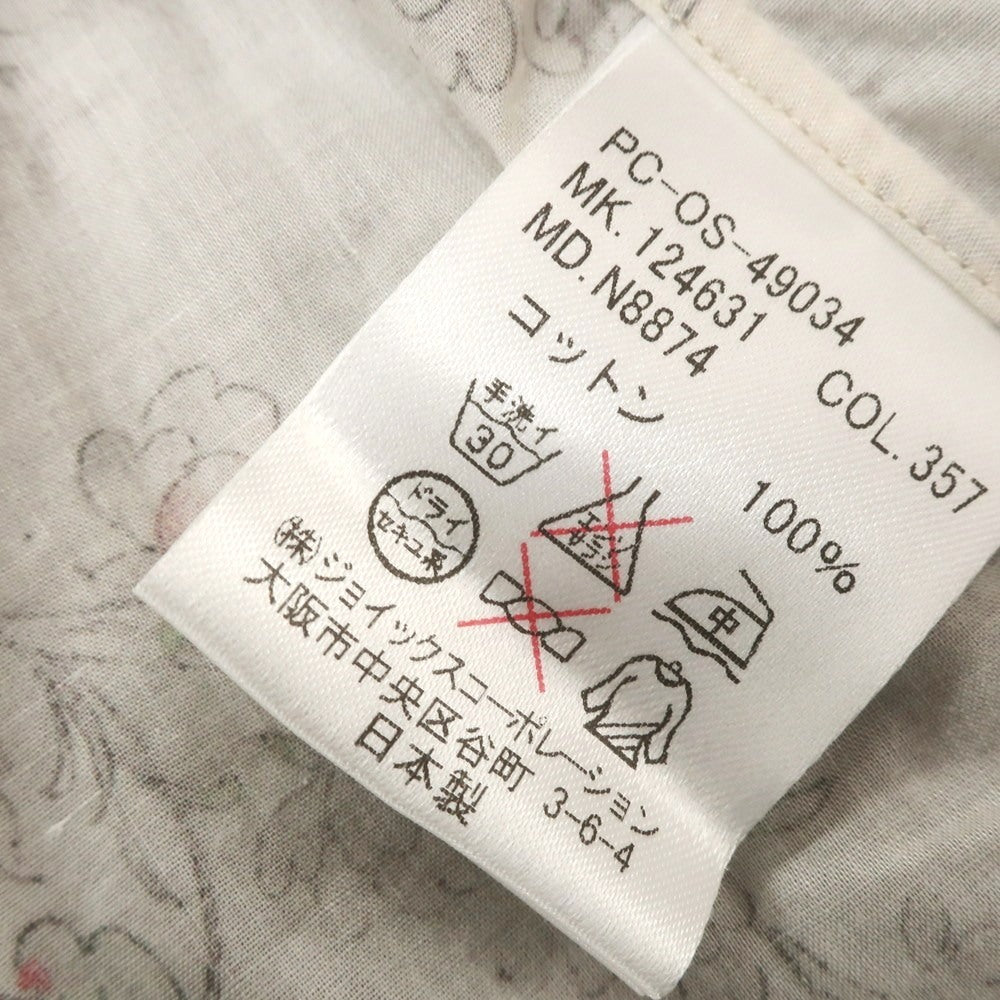 PC-OS-49034
MK. 124631 COL. 357
MD. N8874
コットン 100%
手洗イ
30
エンソ
サラシ
中
ドライ
セキユ系
(株)ジョイックスコーポレーション
大阪市中央区谷町 3-6-4
日本製